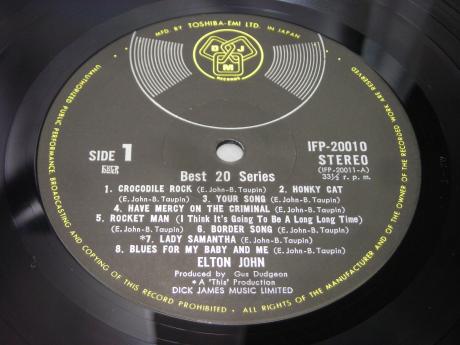 MFD. BY TOSHIBA-EMI LTD. IN JAPAN
DJM
RECORDS
UNAUTHORIZED PUBLIC PERFORMANCE, BROADCASTING AND COPYING OF THIS RECORD PROHIBITED. ALL RIGHTS OF THE MANUFACTURER AND OF THE OWNER OF THE RECORDED WORK ARE RESERVED
SIDE 1
IFP-20010
STEREO
(IFP-20011-A)
33⅓ r. p. m.
Best 20 Series
1. CROCODILE ROCK (E. John-B. Taupin) 2. HONKY CAT
(E. John-B. Taupin) 3. YOUR SONG (E. John-B. Taupin)
4. HAVE MERCY ON THE CRIMINAL (E. John-B. Taupin)
5. ROCKET MAN (I Think It's Going To Be A Long Long Time)
(E. John-B. Taupin) 6. BORDER SONG (E. John-B. Taupin)
*7. LADY SAMANTHA (E. John-B. Taupin)
8. BLUES FOR MY BABY AND ME (E. John-B. Taupin)
ELTON JOHN
Produced by Gus Dudgeon
* A 'This' Production
DICK JAMES MUSIC LIMITED